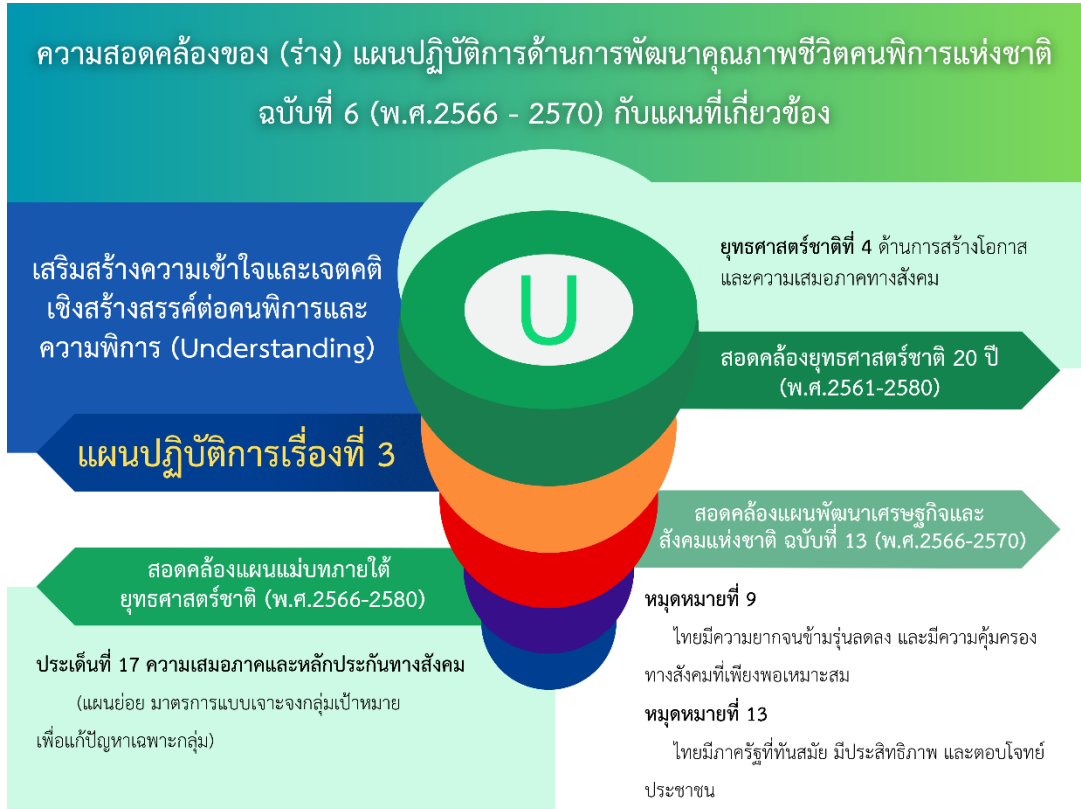 ความสอดคล้องของ (ร่าง) แผนปฏิบัติการด้านการพัฒนาคุณภาพชีวิตคนพิการแห่งชาติ
ฉบับที่ 6 (พ.ศ.2566 - 2570) กับแผนที่เกี่ยวข้อง
เสริมสร้างความเข้าใจและเจตคติ
เชิงสร้างสรรค์ต่อคนพิการและ
ความพิการ (Understanding)
แผนปฏิบัติการเรื่องที่ 3
U
ยุทธศาสตร์ชาติที่ 4 ด้านการสร้างโอกาส
และความเสมอภาคทางสังคม
สอดคล้องยุทธศาสตร์ชาติ 20 ปี
(พ.ศ.2561-2580)
สอดคล้องแผนแม่บทภายใต้
ยุทธศาสตร์ชาติ (พ.ศ.2566-2580)
ประเด็นที่ 17 ความเสมอภาคและหลักประกันทางสังคม
(แผนย่อย มาตรการแบบเจาะจงกลุ่มเป้าหมาย
เพื่อแก้ปัญหาเฉพาะกลุ่ม)
สอดคล้องแผนพัฒนาเศรษฐกิจและ
สังคมแห่งชาติ ฉบับที่ 13 (พ.ศ.2566-2570)
หมุดหมายที่ 9
ไทยมีความยากจนข้ามรุ่นลดลง และมีความคุ้มครอง
ทางสังคมที่เพียงพอเหมาะสม
หมุดหมายที่ 13
ไทยมีภาครัฐที่ทันสมัย มีประสิทธิภาพ และตอบโจทย์
ประชาชน